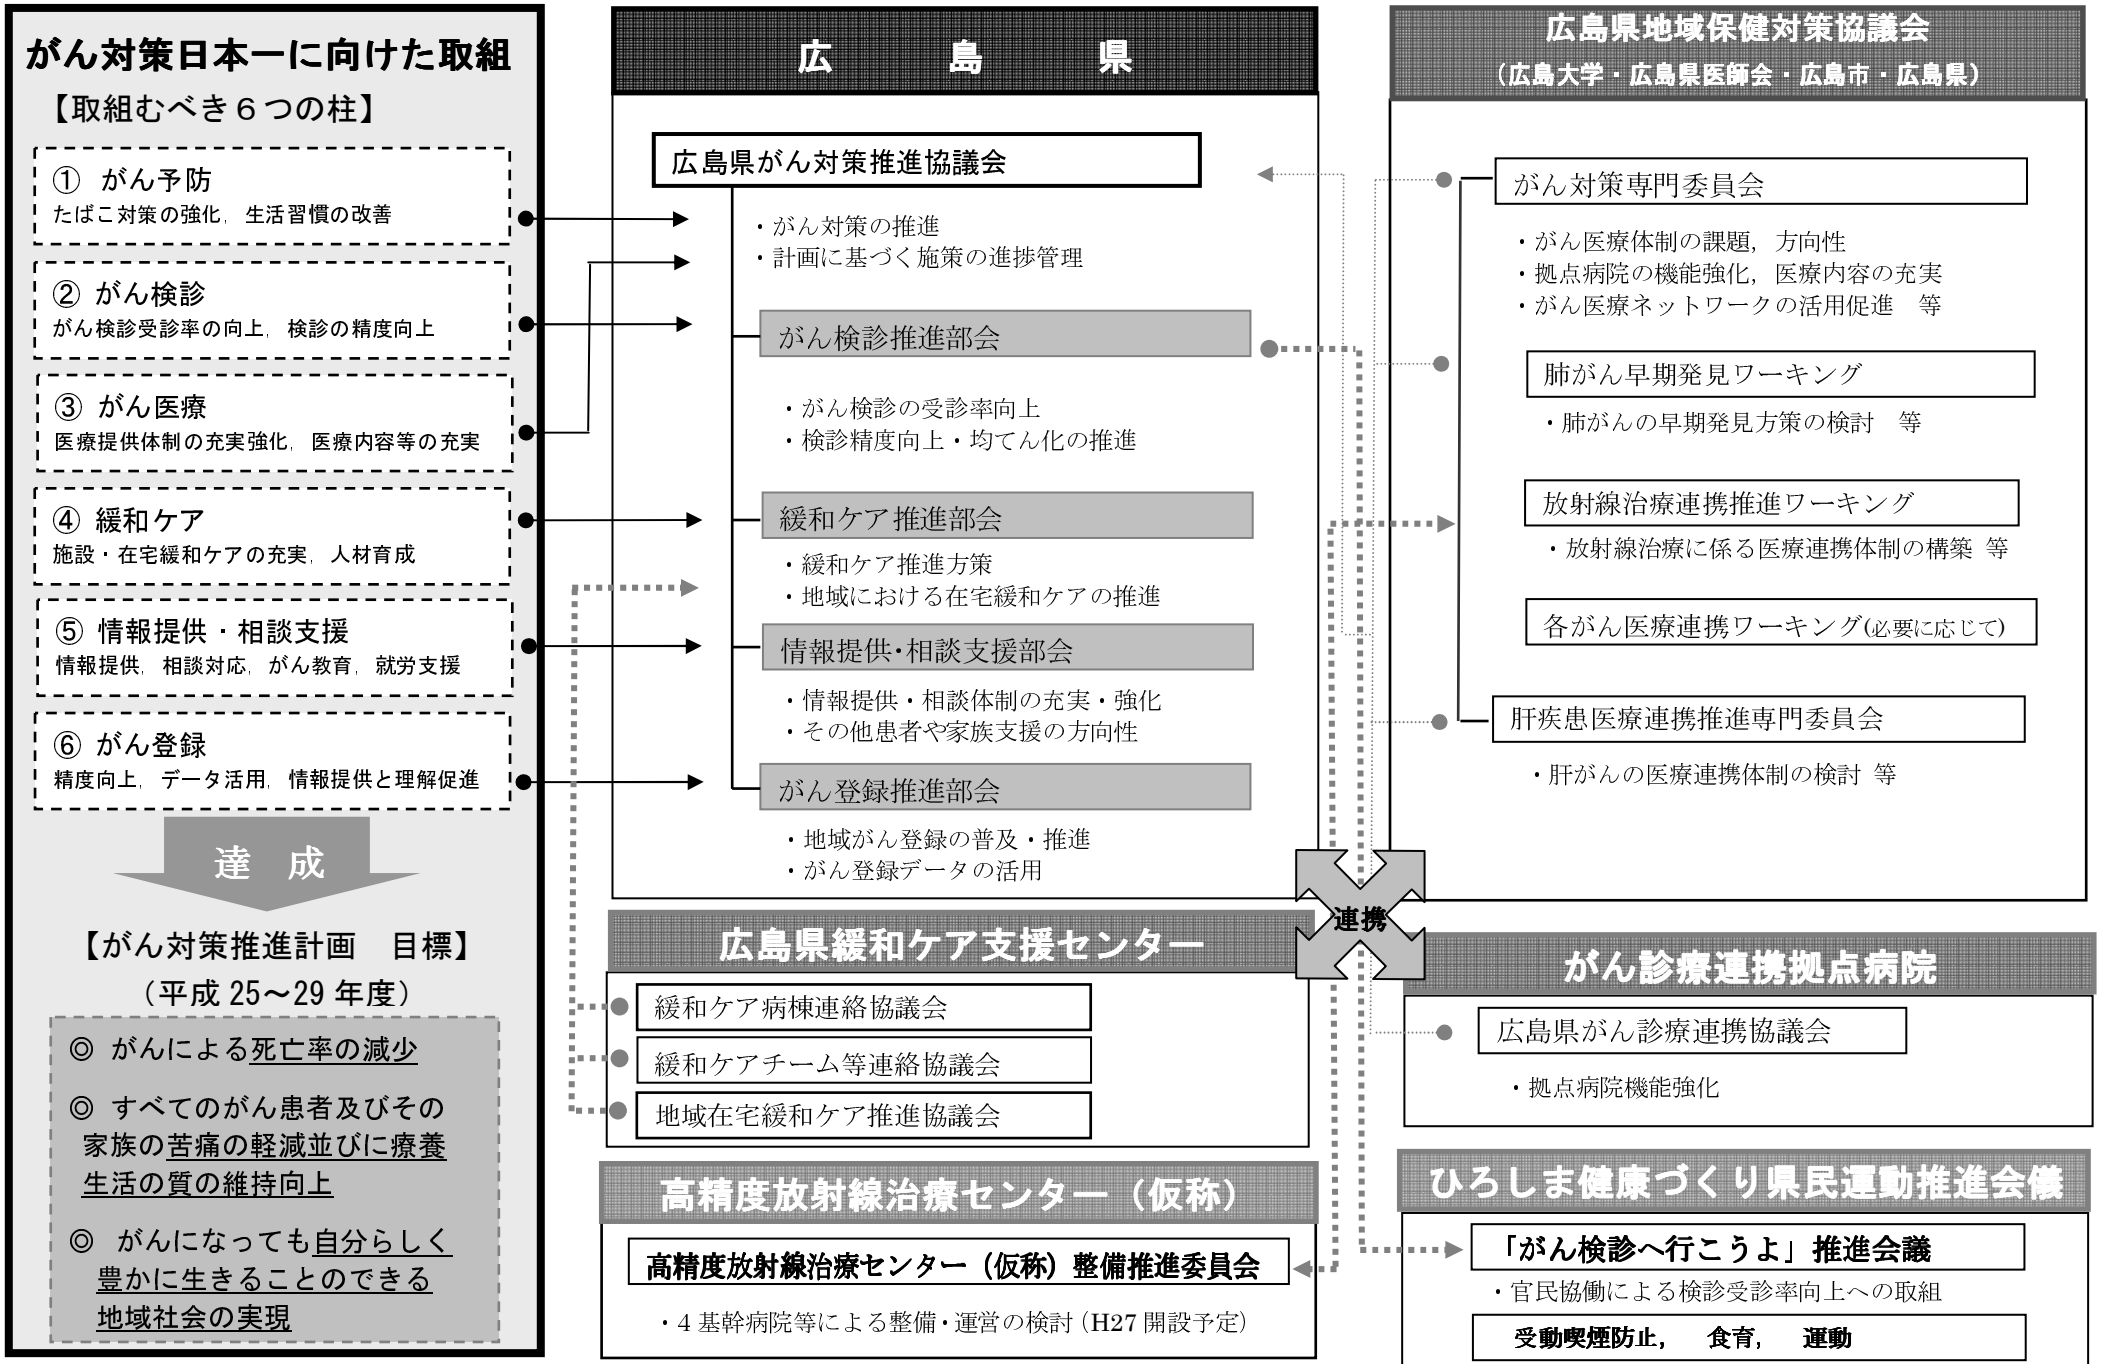 がん対策日本一に向けた取組
【取組むべき６つの柱】
① がん予防
たばこ対策の強化，生活習慣の改善
② がん検診
がん検診受診率の向上，検診の精度向上
③ がん医療
医療提供体制の充実強化，医療内容等の充実
④ 緩和ケア
施設・在宅緩和ケアの充実，人材育成
⑤ 情報提供・相談支援
情報提供，相談対応，がん教育，就労支援
⑥ がん登録
精度向上，データ活用，情報提供と理解促進
達 成
【がん対策推進計画　目標】
（平成 25～29 年度）
◎ がんによる死亡率の減少
◎ すべてのがん患者及びその
家族の苦痛の軽減並びに療養
生活の質の維持向上
◎ がんになっても自分らしく
豊かに生きることのできる
地域社会の実現
広　島　県
広島県がん対策推進協議会
・がん対策の推進
・計画に基づく施策の進捗管理
がん検診推進部会
・がん検診の受診率向上
・検診精度向上・均てん化の推進
緩和ケア推進部会
・緩和ケア推進方策
・地域における在宅緩和ケアの推進
情報提供・相談支援部会
・情報提供・相談体制の充実・強化
・その他患者や家族支援の方向性
がん登録推進部会
・地域がん登録の普及・推進
・がん登録データの活用
広島県地域保健対策協議会
（広島大学・広島県医師会・広島市・広島県）
がん対策専門委員会
・がん医療体制の課題，方向性
・拠点病院の機能強化，医療内容の充実
・がん医療ネットワークの活用促進　等
肺がん早期発見ワーキング
・肺がんの早期発見方策の検討　等
放射線治療連携推進ワーキング
・放射線治療に係る医療連携体制の構築 等
各がん医療連携ワーキング(必要に応じて)
肝疾患医療連携推進専門委員会
・肝がんの医療連携体制の検討 等
連携
広島県緩和ケア支援センター
緩和ケア病棟連絡協議会
緩和ケアチーム等連絡協議会
地域在宅緩和ケア推進協議会
高精度放射線治療センター（仮称）
高精度放射線治療センター（仮称）整備推進委員会
・4 基幹病院等による整備・運営の検討（H27 開設予定）
がん診療連携拠点病院
広島県がん診療連携協議会
・拠点病院機能強化
ひろしま健康づくり県民運動推進会儀
「がん検診へ行こうよ」推進会議
・官民協働による検診受診率向上への取組
受動喫煙防止，　食育，　運動